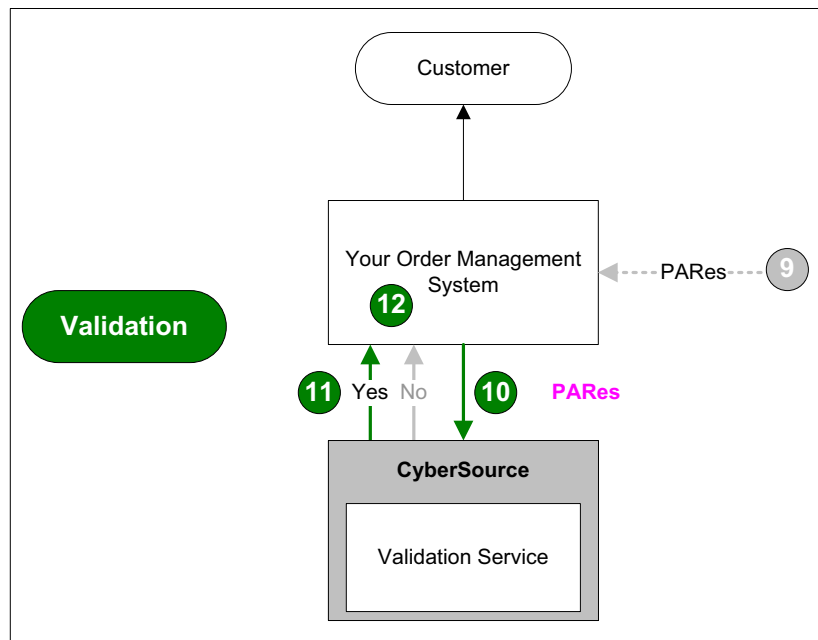 Customer
Your Order Management
System
PARes
9
12
Validation
11
Yes
No
10
PARes
CyberSource
Validation Service